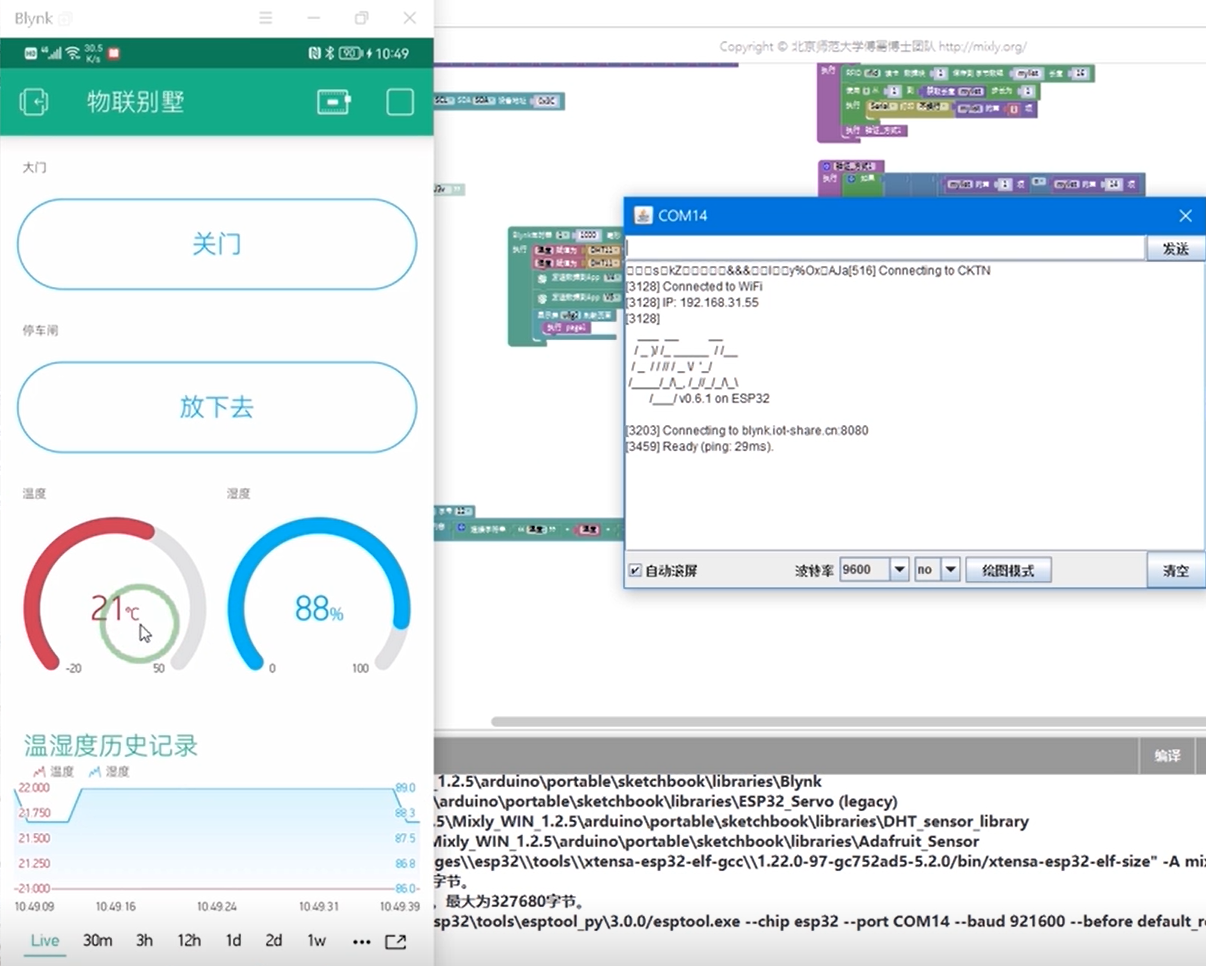 Blynk
30.5
K/s
90
10:49
物联别墅
大门
关门
停车闸
放下去
温度
湿度
21℃
-20
50
88%
0
100
温湿度历史记录
温度
湿度
22.000
21.750
21.500
21.250
21.000
89.0
88.3
87.5
86.8
86.0
10:49:09
10:49:16
10:49:24
10:49:31
10:49:39
Live
30m
3h
12h
1d
2d
1w
Copyright © 北京师范大学傅骞博士团队 http://mixly.org/
COM14
发送
[516] Connecting to CKTN
[3128] Connected to WiFi
[3128] IP: 192.168.31.55
[3128]
v0.6.1 on ESP32
[3203] Connecting to blynk.iot-share.cn:8080
[3459] Ready (ping: 29ms).
自动滚屏
波特率
9600
no
绘图模式
清空
编译
_1.2.5\arduino\portable\sketchbook\libraries\Blynk
\arduino\portable\sketchbook\libraries\ESP32_Servo (legacy)
.5\Mixly_WIN_1.2.5\arduino\portable\sketchbook\libraries\DHT_sensor_library
Mixly_WIN_1.2.5\arduino\portable\sketchbook\libraries\Adafruit_Sensor
ges\\esp32\\tools\\xtensa-esp32-elf-gcc\\1.22.0-97-gc752ad5-5.2.0/bin/xtensa-esp32-elf-size" -A mix
字节。
，最大为327680字节。
sp32\tools\esptool_py\3.0.0/esptool.exe --chip esp32 --port COM14 --baud 921600 --before default_re